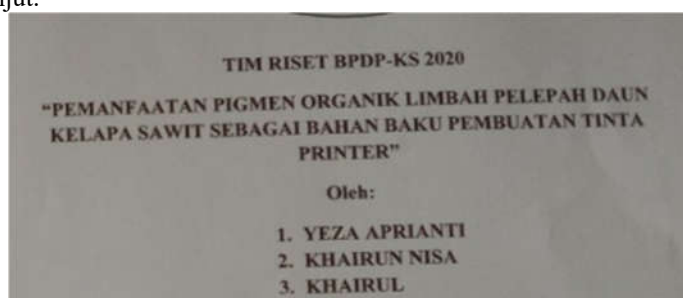 jut.
TIM RISET BPDP-KS 2020
“PEMANFAATAN PIGMEN ORGANIK LIMBAH PELEPAH DAUN
KELAPA SAWIT SEBAGAI BAHAN BAKU PEMBUATAN TINTA
PRINTER”
Oleh:
1. YEZA APRIANTI
2. KHAIRUN NISA
3. KHAIRUL